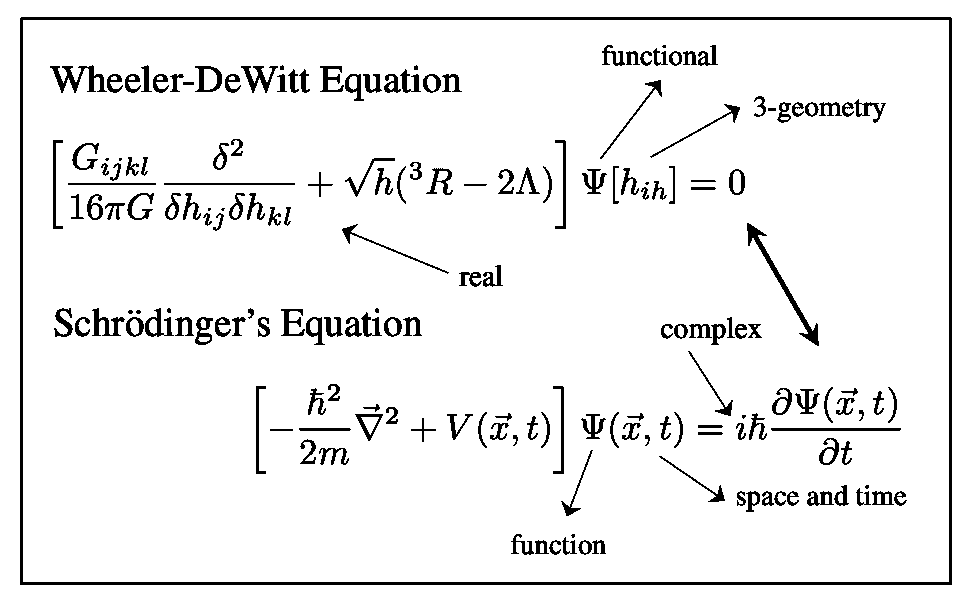 functional
Wheeler-DeWitt Equation
3-geometry
[G_{ijkl}/16πG δ²/δh_{ij}δh_{kl} + √h(³R − 2Λ)] Ψ[h_{ih}] = 0
real
Schrödinger's Equation
complex
[−ħ²/2m ∇⃗² + V(x⃗, t)] Ψ(x⃗, t) = iħ ∂Ψ(x⃗, t)/∂t
space and time
function